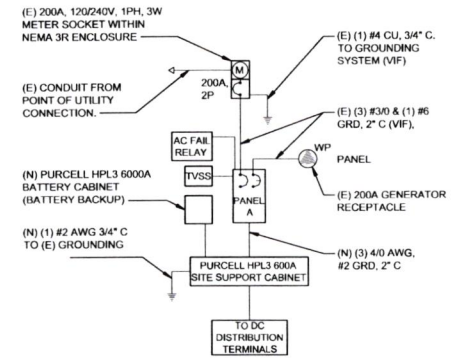 (E) 200A, 120/240V, 1PH, 3W
METER SOCKET WITHIN
NEMA 3R ENCLOSURE
(E) (1) #4 CU, 3/4" C.
TO GROUNDING
SYSTEM (VIF)
M
200A,
2P
(E) CONDUIT FROM
POINT OF UTILITY
CONNECTION.
(E) (3) #3/0 & (1) #6
GRD, 2" C (VIF),
AC FAIL
RELAY
WP
PANEL
TVSS
(N) PURCELL HPL3 6000A
BATTERY CABINET
(BATTERY BACKUP)
PANEL
A
(E) 200A GENERATOR
RECEPTACLE
(N) (1) #2 AWG 3/4" C
TO (E) GROUNDING
(N) (3) 4/0 AWG,
#2 GRD, 2" C
PURCELL HPL3 600A
SITE SUPPORT CABINET
TO DC
DISTRIBUTION
TERMINALS